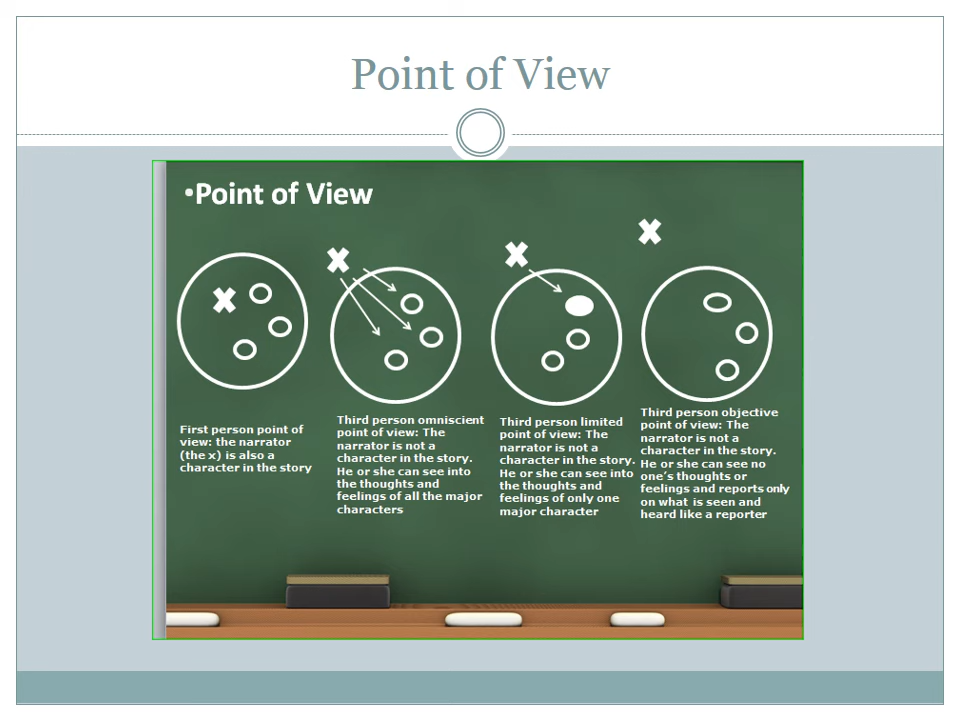 Point of View
•Point of View
First person point of
view: the narrator
(the x) is also a
character in the story
Third person omniscient
point of view: The
narrator is not a
character in the story.
He or she can see into
the thoughts and
feelings of all the major
characters
Third person limited
point of view: The
narrator is not a
character in the story.
He or she can see into
the thoughts and
feelings of only one
major character
Third person objective
point of view: The
narrator is not a
character in the story.
He or she can see no
one’s thoughts or
feelings and reports only
on what is seen and
heard like a reporter